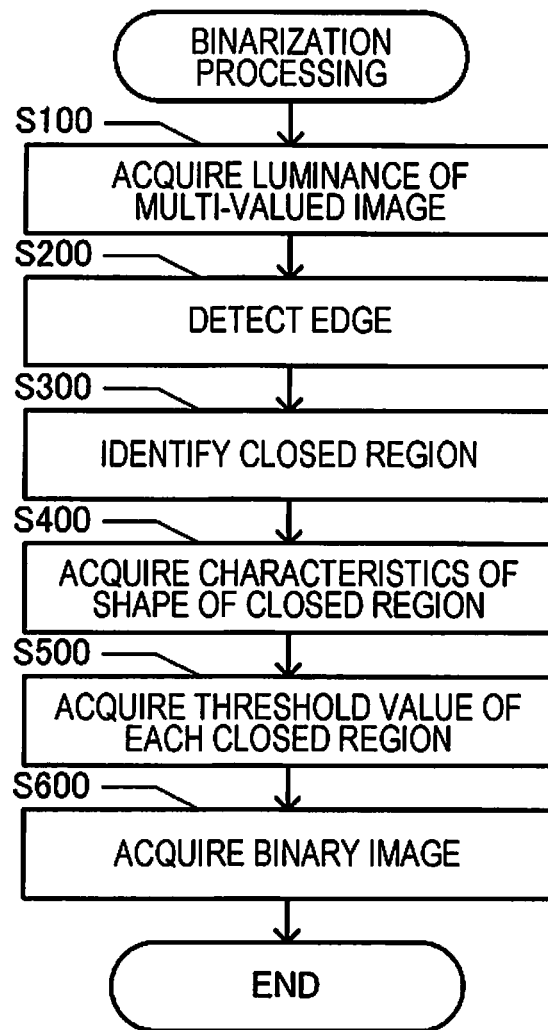 BINARIZATION
PROCESSING
S100
ACQUIRE LUMINANCE OF
MULTI-VALUED IMAGE
S200
DETECT EDGE
S300
IDENTIFY CLOSED REGION
S400
ACQUIRE CHARACTERISTICS OF
SHAPE OF CLOSED REGION
S500
ACQUIRE THRESHOLD VALUE OF
EACH CLOSED REGION
S600
ACQUIRE BINARY IMAGE
END